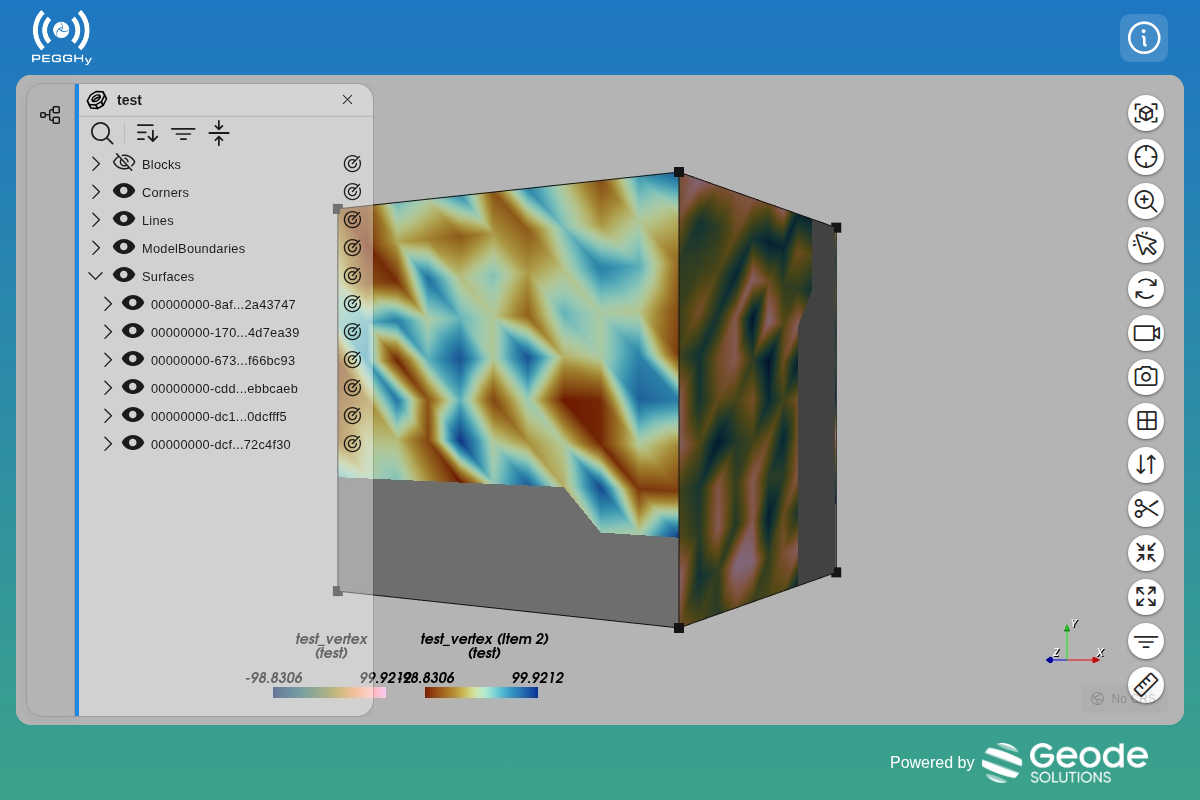 PEGGHy
test
Blocks
Corners
Lines
ModelBoundaries
Surfaces
00000000-8af...2a43747
00000000-170...4d7ea39
00000000-673...f66bc93
00000000-cdd...ebbcaeb
00000000-dc1...0dcfff5
00000000-dcf...72c4f30
test_vertex
(test)
-98.8306 99.9212
test_vertex (Item 2)
(test)
98.8306 99.9212
Y
Z X
No CRS
Powered by Geode
SOLUTIONS